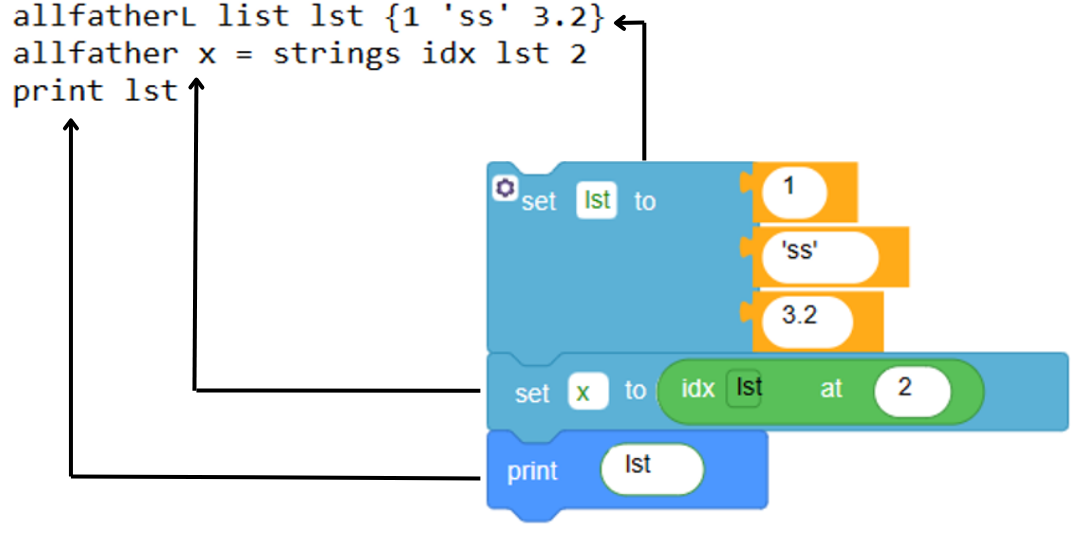 allfatherL list lst {1 'ss' 3.2}
allfather x = strings idx lst 2
print lst
set lst to
1
'ss'
3.2
set x to idx lst at 2
print lst